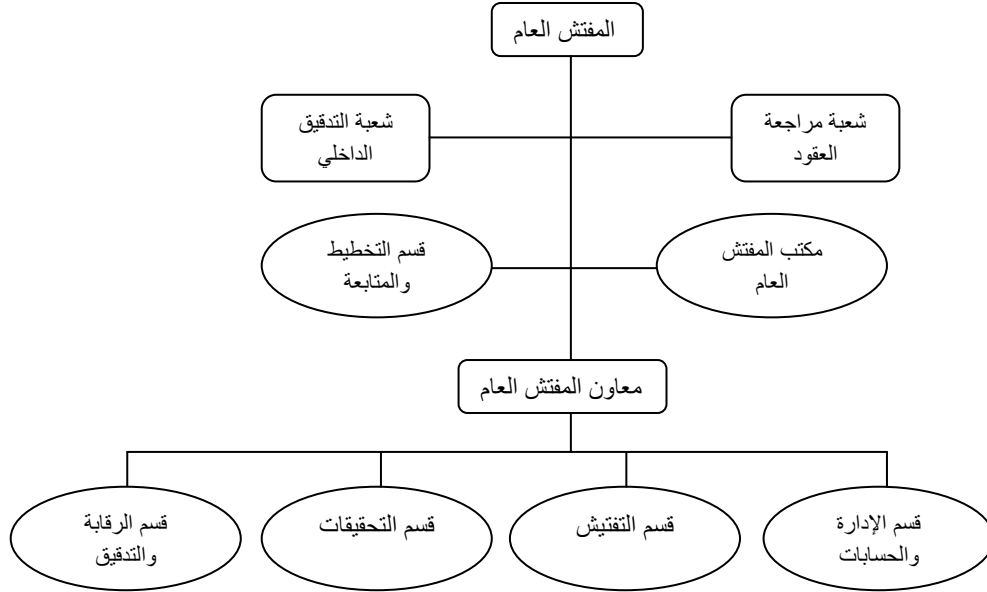 المفتش العام
شعبة مراجعة
العقود
شعبة التدقيق
الداخلي
مكتب المفتش
العام
قسم التخطيط
والمتابعة
معاون المفتش العام
قسم الإدارة
والحسابات
قسم التفتيش
قسم التحقيقات
قسم الرقابة
والتدقيق